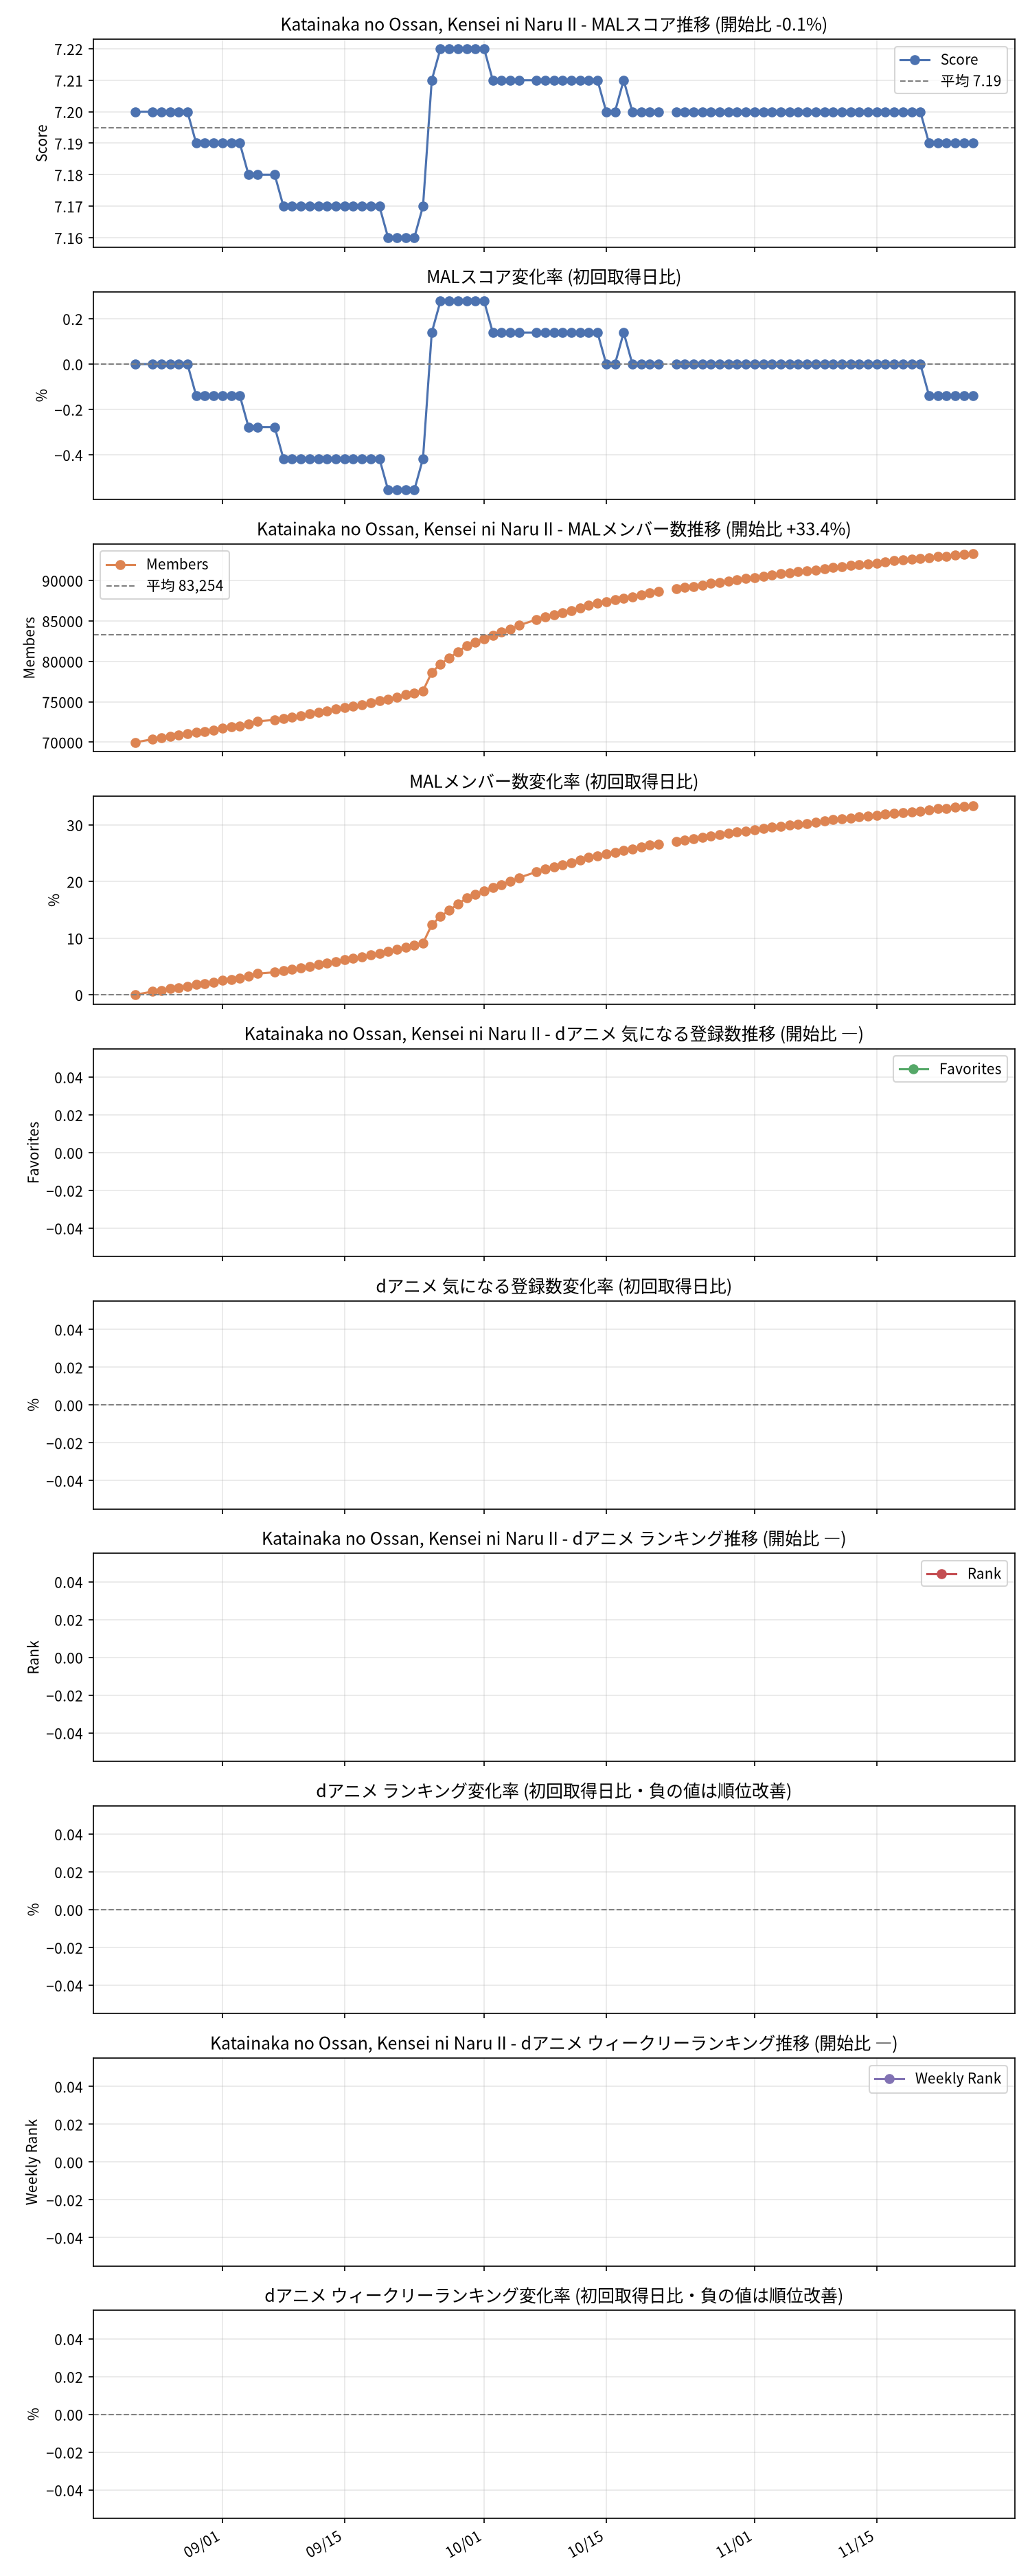 Katainaka no Ossan, Kensei ni Naru II - MALスコア推移 (開始比 -0.1%)
7.22
7.21
7.20
7.19
7.18
7.17
7.16
Score
Score
平均 7.19
MALスコア変化率 (初回取得日比)
0.2
0.0
−0.2
−0.4
%
Katainaka no Ossan, Kensei ni Naru II - MALメンバー数推移 (開始比 +33.4%)
90000
85000
80000
75000
70000
Members
Members
平均 83,254
MALメンバー数変化率 (初回取得日比)
30
20
10
0
%
Katainaka no Ossan, Kensei ni Naru II - dアニメ 気になる登録数推移 (開始比 —)
0.04
0.02
0.00
−0.02
−0.04
Favorites
Favorites
dアニメ 気になる登録数変化率 (初回取得日比)
0.04
0.02
0.00
−0.02
−0.04
%
Katainaka no Ossan, Kensei ni Naru II - dアニメ ランキング推移 (開始比 —)
0.04
0.02
0.00
−0.02
−0.04
Rank
Rank
dアニメ ランキング変化率 (初回取得日比・負の値は順位改善)
0.04
0.02
0.00
−0.02
−0.04
%
Katainaka no Ossan, Kensei ni Naru II - dアニメ ウィークリーランキング推移 (開始比 —)
0.04
0.02
0.00
−0.02
−0.04
Weekly Rank
Weekly Rank
dアニメ ウィークリーランキング変化率 (初回取得日比・負の値は順位改善)
0.04
0.02
0.00
−0.02
−0.04
%
09/01
09/15
10/01
10/15
11/01
11/15